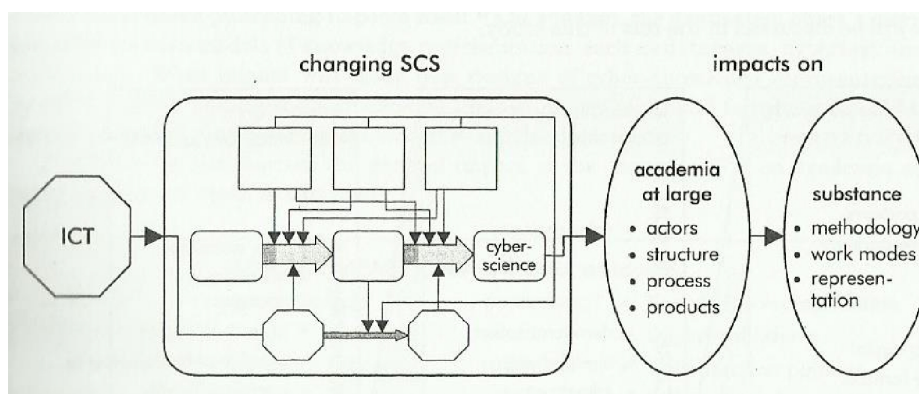 changing SCS
impacts on
ICT
cyber-
science
academia
at large
• actors
• structure
• process
• products
substance
• methodology
• work modes
• represen-
tation